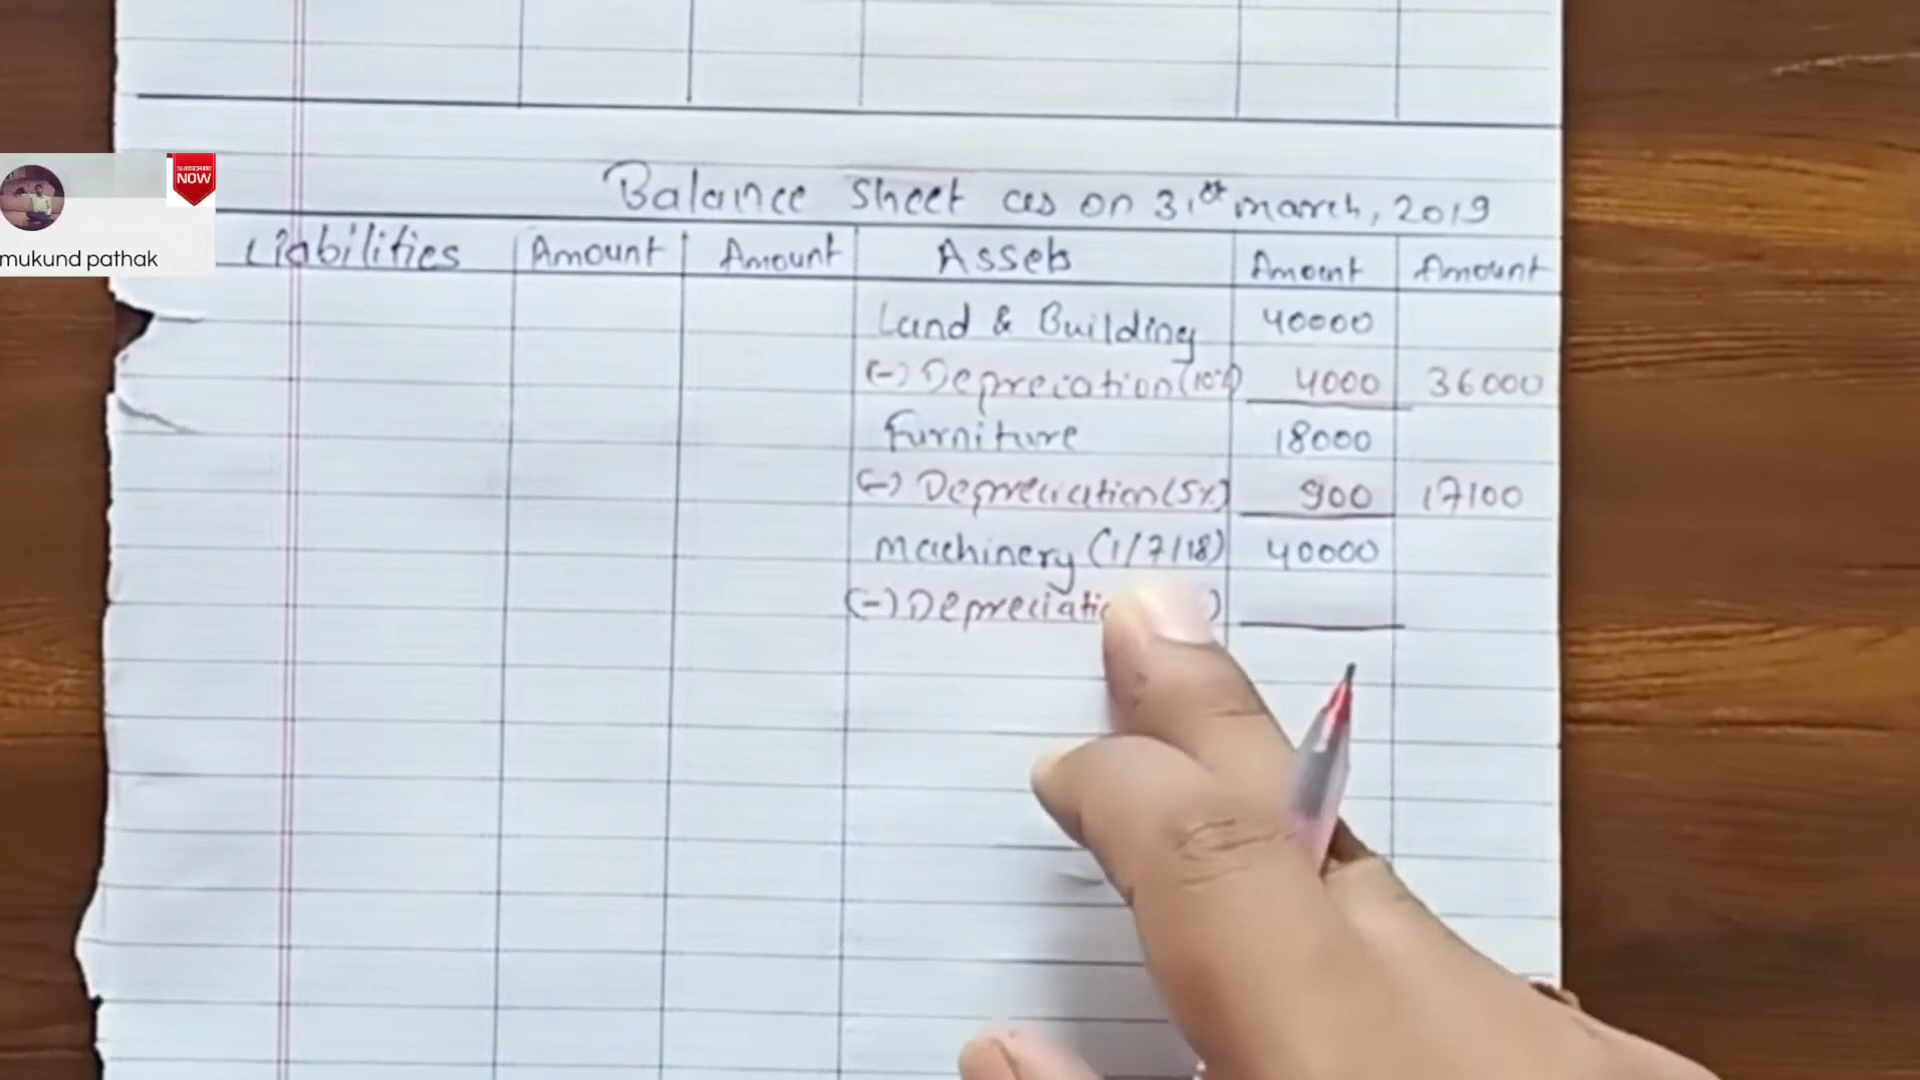 Balance Sheet as on 31st march, 2019
SUBSCRIBE NOW
mukund pathak
Liabilities Amount Amount Assets Amount Amount
Land & Building 40000
(-) Depreciation (10%) 4000 36000
Furniture 18000
(-) Depreciation (5%) 900 17100
Machinery (1/7/18) 40000
(-) )